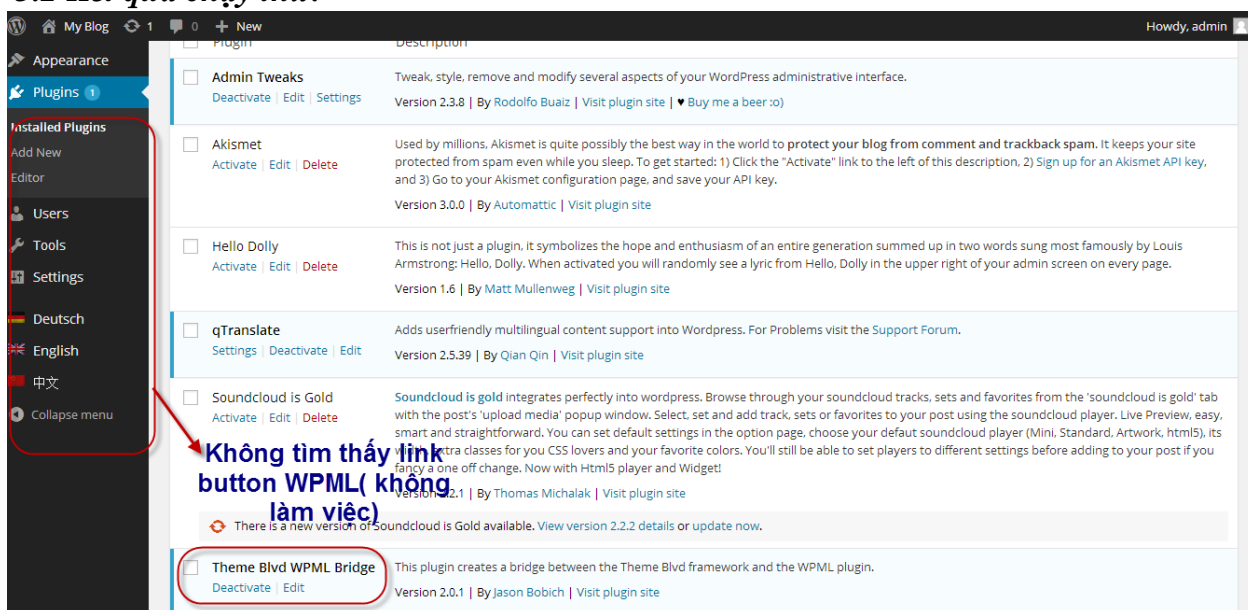 My Blog 1 0 + New Howdy, admin
Plugin Description
Appearance
Plugins 1
Installed Plugins
Add New
Editor
Users
Tools
Settings
Deutsch
English
中文
Collapse menu
Admin Tweaks
Deactivate | Edit | Settings
Tweak, style, remove and modify several aspects of your WordPress administrative interface.
Version 2.3.8 | By Rodolfo Buaiz | Visit plugin site | ♥ Buy me a beer :o)
Akismet
Activate | Edit | Delete
Used by millions, Akismet is quite possibly the best way in the world to protect your blog from comment and trackback spam. It keeps your site
protected from spam even while you sleep. To get started: 1) Click the "Activate" link to the left of this description, 2) Sign up for an Akismet API key,
and 3) Go to your Akismet configuration page, and save your API key.
Version 3.0.0 | By Automattic | Visit plugin site
Hello Dolly
Activate | Edit | Delete
This is not just a plugin, it symbolizes the hope and enthusiasm of an entire generation summed up in two words sung most famously by Louis
Armstrong: Hello, Dolly. When activated you will randomly see a lyric from Hello, Dolly in the upper right of your admin screen on every page.
Version 1.6 | By Matt Mullenweg | Visit plugin site
qTranslate
Settings | Deactivate | Edit
Adds userfriendly multilingual content support into Wordpress. For Problems visit the Support Forum.
Version 2.5.39 | By Qian Qin | Visit plugin site
Soundcloud is Gold
Activate | Edit | Delete
Soundcloud is gold integrates perfectly into wordpress. Browse through your soundcloud tracks, sets and favorites from the 'soundcloud is gold' tab
with the post's 'upload media' popup window. Select, set and add track, sets or favorites to your post using the soundcloud player. Live Preview, easy,
smart and straightforward. You can set default settings in the option page, choose your defaut soundcloud player (Mini, Standard, Artwork, html5), its
extra classes for you CSS lovers and your favorite colors. You'll still be able to set players to different settings before adding to your post if you
fancy a one off change. Now with Html5 player and Widget!
2.1 | By Thomas Michalak | Visit plugin site
Không tìm thấy link
button WPML( không
làm việc)
There is a new version of Soundcloud is Gold available. View version 2.2.2 details or update now.
Theme Blvd WPML Bridge
Deactivate | Edit
This plugin creates a bridge between the Theme Blvd framework and the WPML plugin.
Version 2.0.1 | By Jason Bobich | Visit plugin site